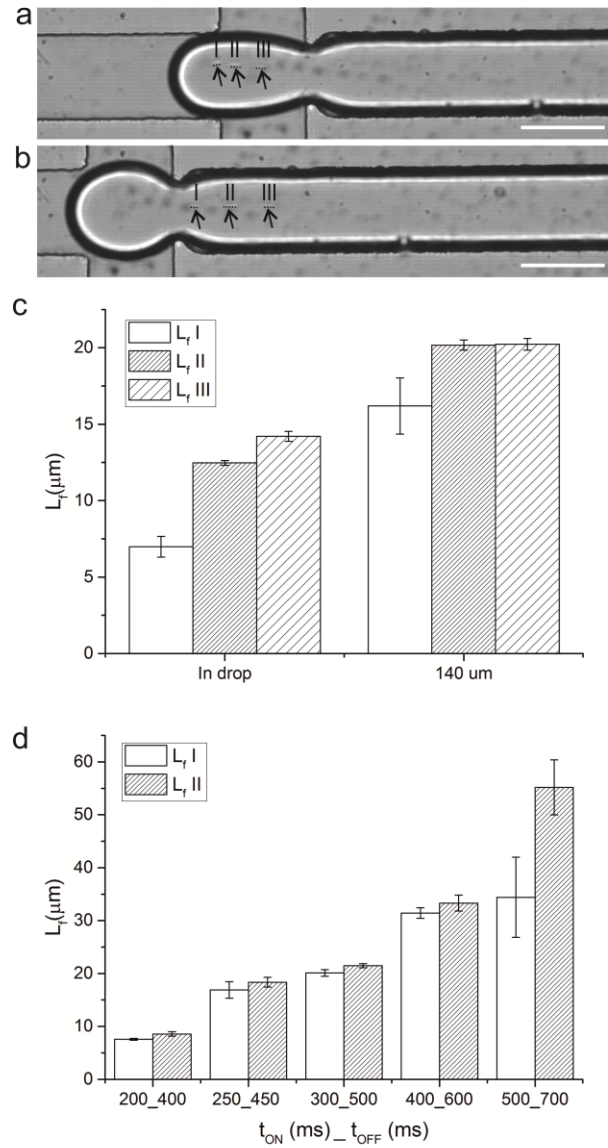 a
I II III
b
I II III
c
L_f I
L_f II
L_f III
L_f(μm)
20
15
10
5
0
In drop 140 um
d
L_f I
L_f II
L_f(μm)
60
50
40
30
20
10
0
200_400 250_450 300_500 400_600 500_700
t_ON (ms)_ t_OFF (ms)